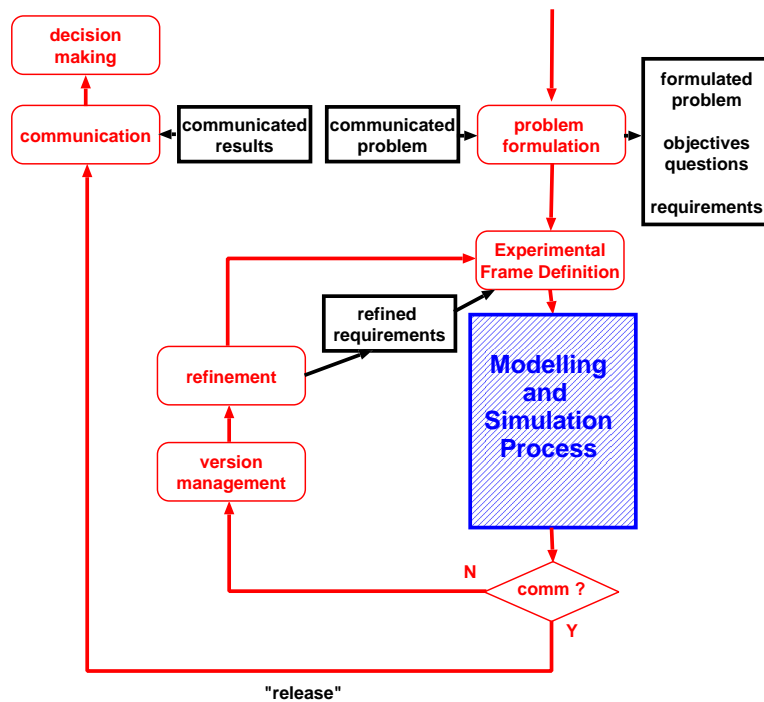 decision
making
communication
communicated
results
communicated
problem
problem
formulation
formulated
problem
objectives
questions
requirements
Experimental
Frame Definition
refined
requirements
refinement
Modelling
and
Simulation
Process
version
management
N
comm ?
Y
"release"